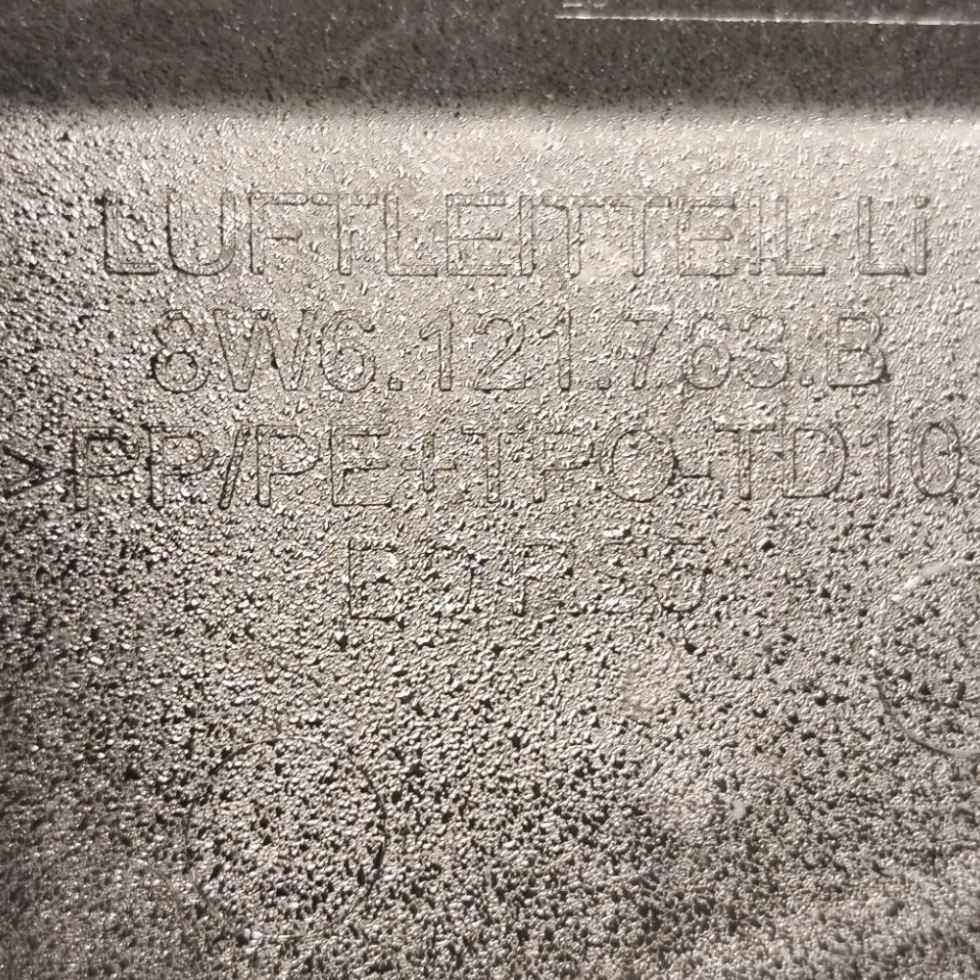 LUFTLEITTEIL Li
8W6.121.763.B
>PP/PE+TPO-TD10